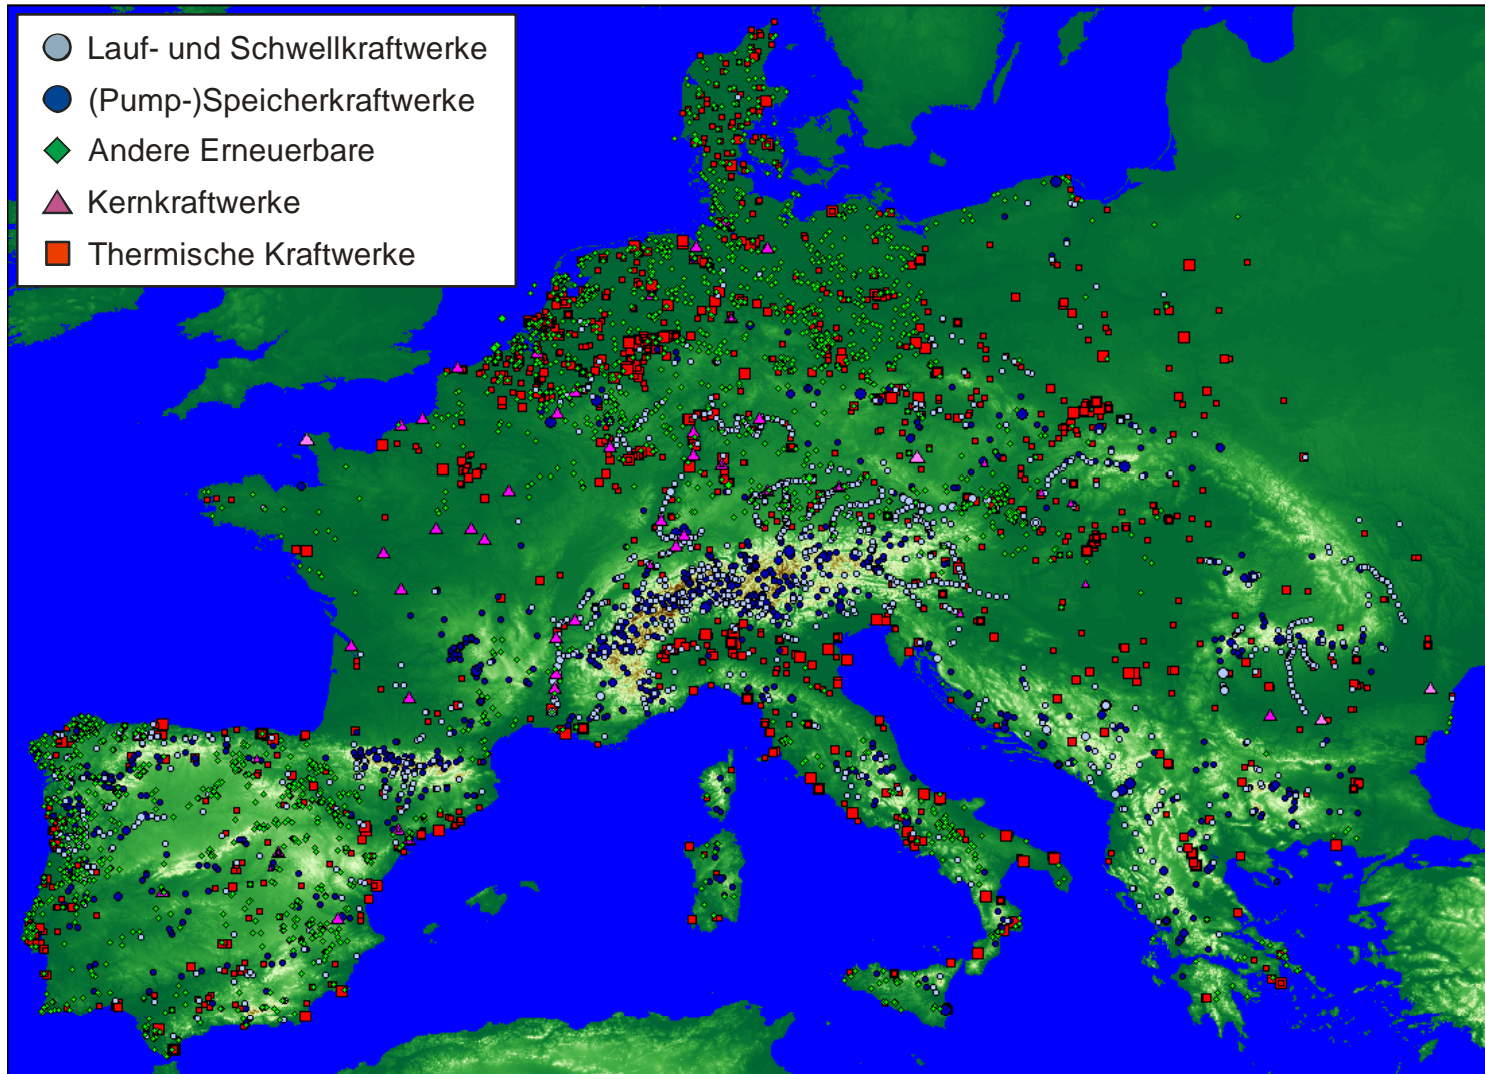 Lauf- und Schwellkraftwerke
(Pump-)Speicherkraftwerke
Andere Erneuerbare
Kernkraftwerke
Thermische Kraftwerke